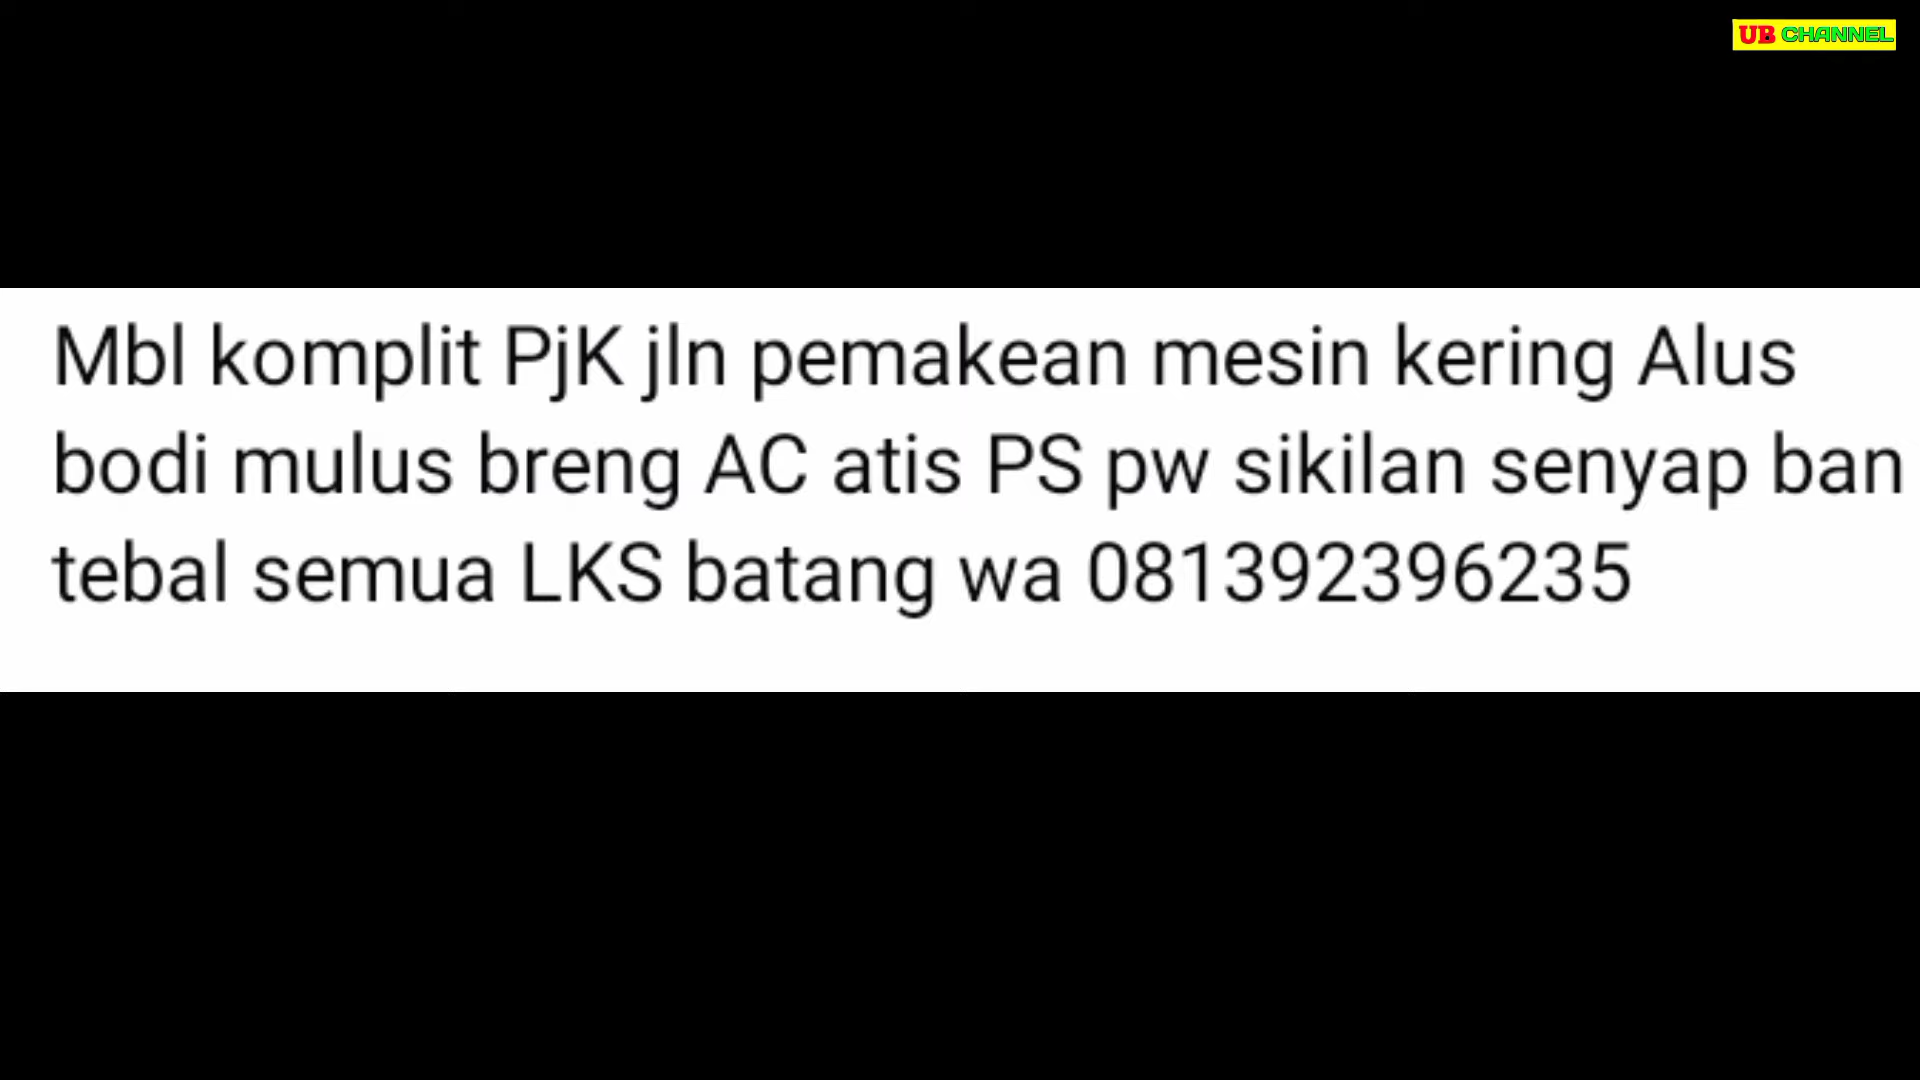 UB CHANNEL
Mbl komplit PjK jln pemakean mesin kering Alus
bodi mulus breng AC atis PS pw sikilan senyap ban
tebal semua LKS batang wa 081392396235